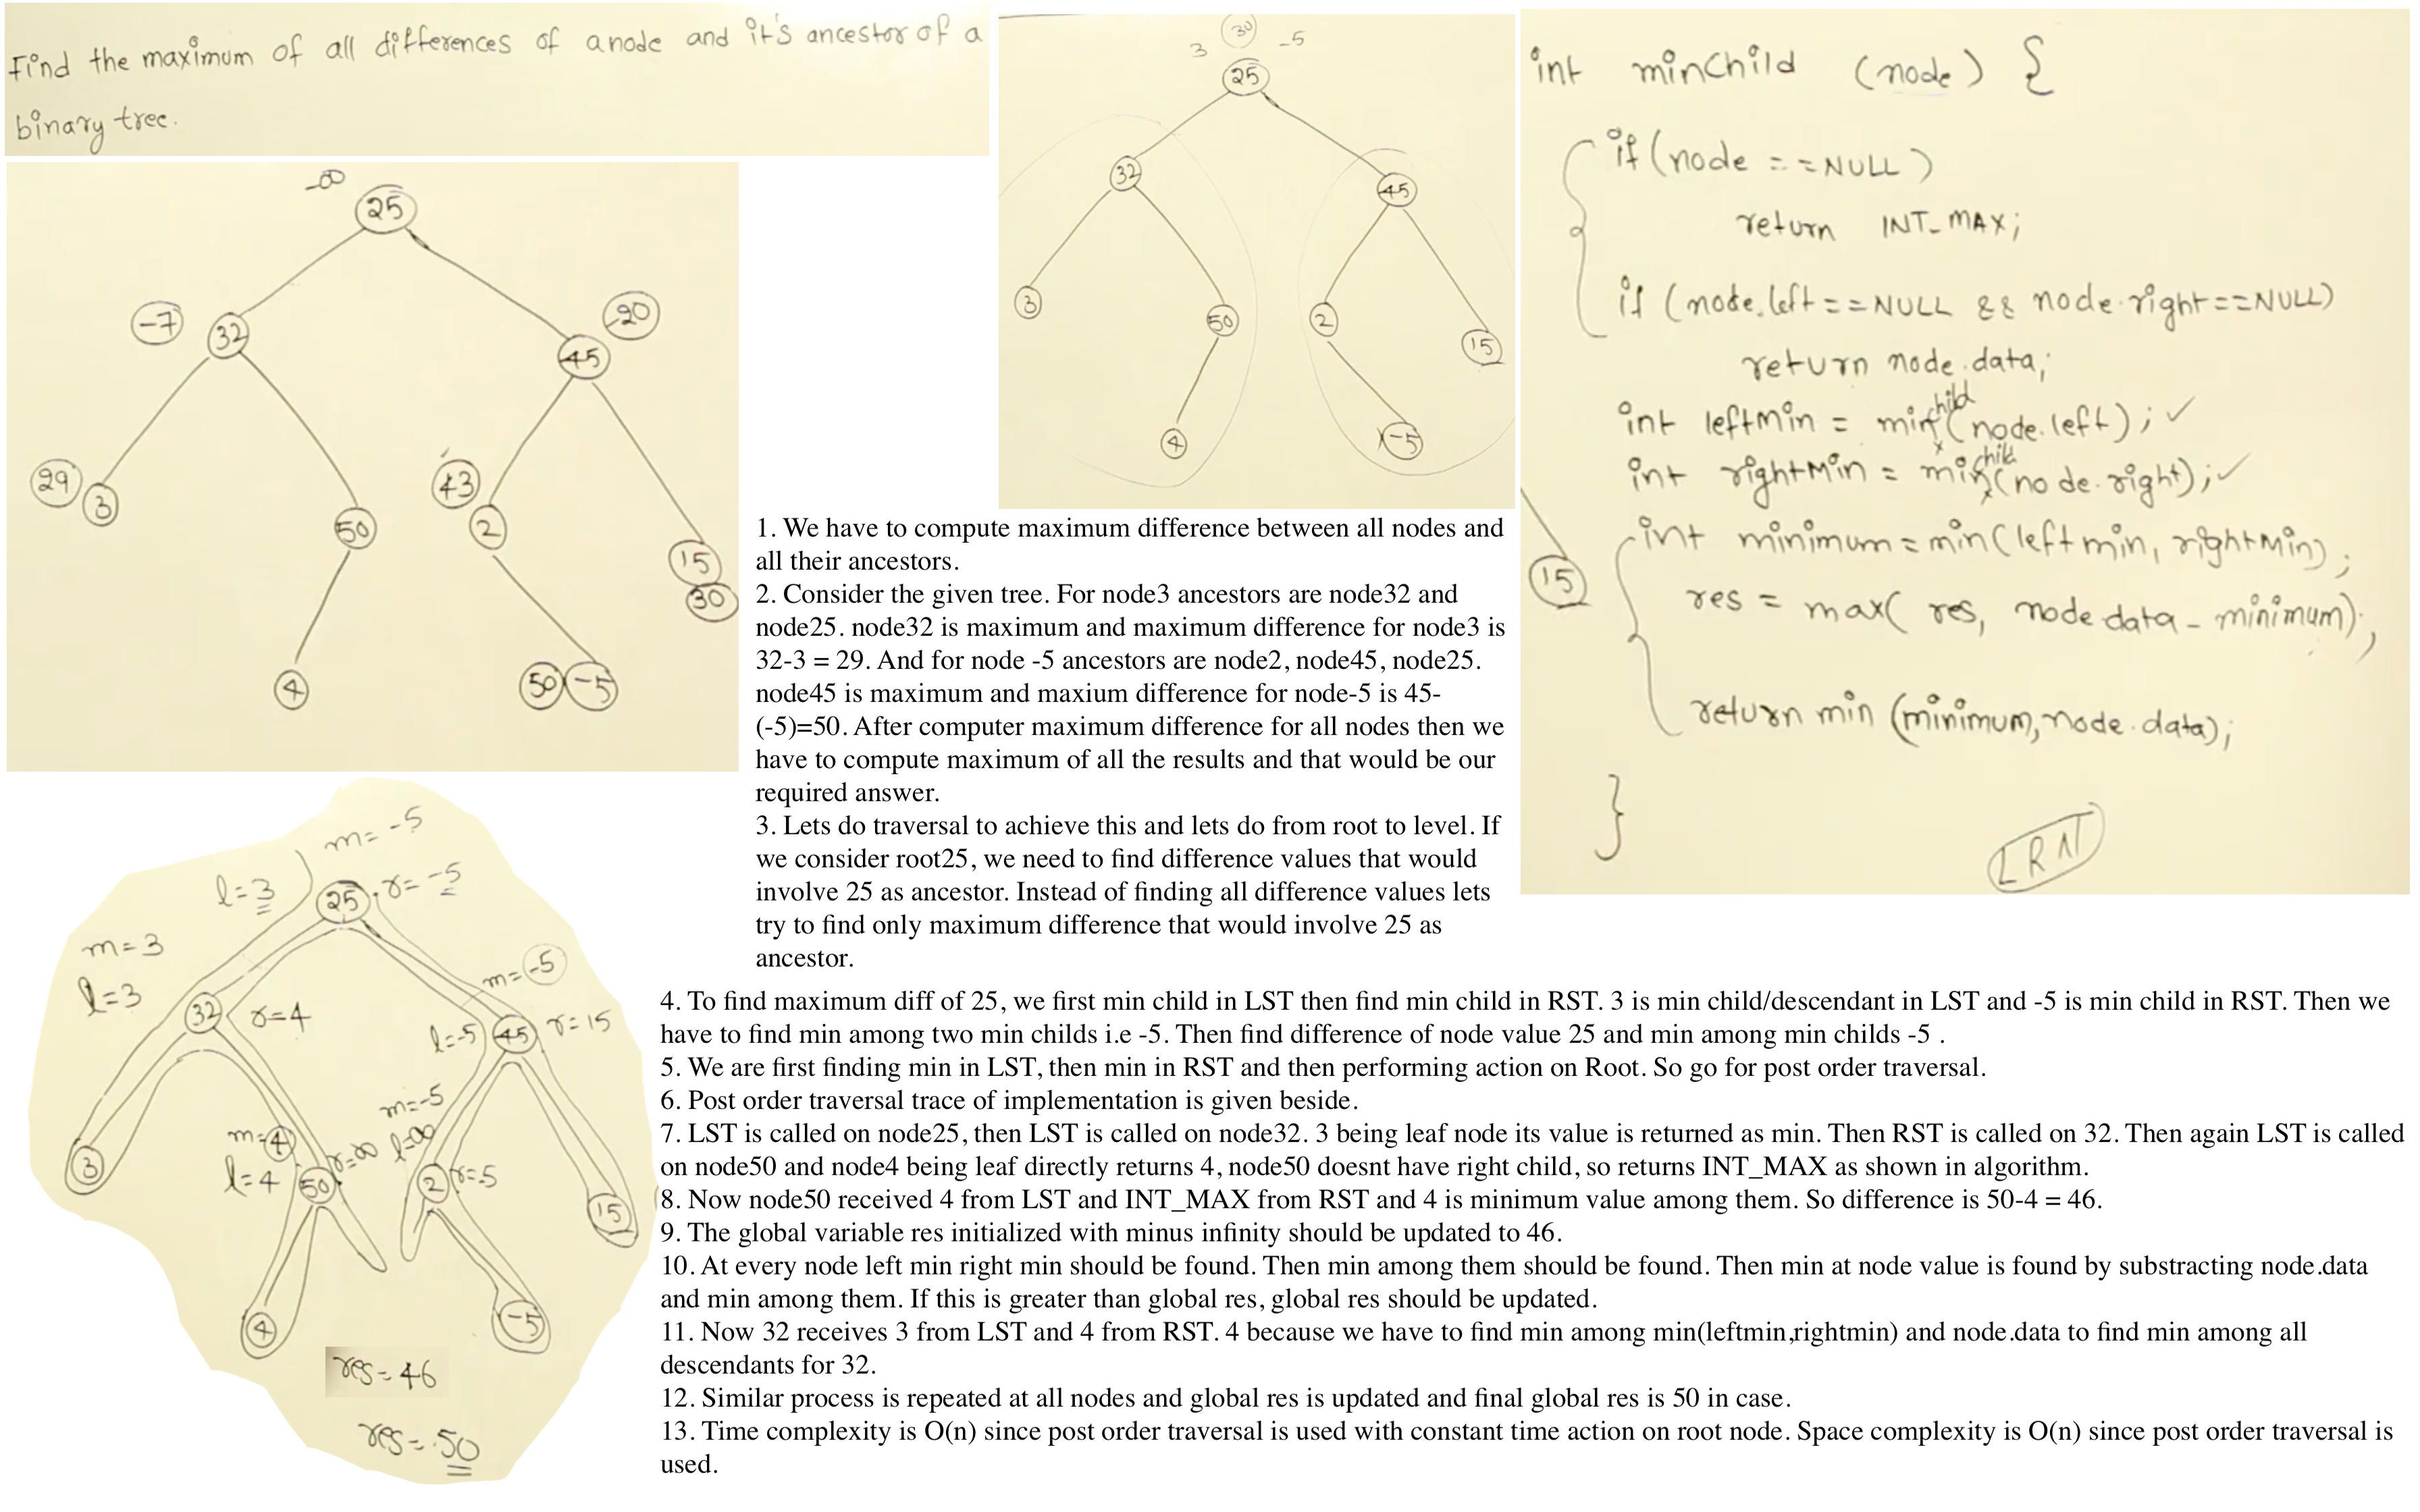 Find the maximum of all differences of a node and it's ancestor of a
binary tree.
-∞
25
-7
32
-20
45
29
3
50
43
2
15
30
4
50
-5
3
30
-5
25
32
45
3
50
2
15
4
-5
int minChild (node) {
if (node == NULL)
return INT_MAX;
if (node.left == NULL && node.right == NULL)
return node.data;
int leftmin = minchild (node.left); ✓
int rightMin = minchild (node.right); ✓
int minimum = min(leftmin, rightMin);
15
res = max( res, node.data - minimum);
return min (minimum, node.data);
}
LRN
1. We have to compute maximum difference between all nodes and
all their ancestors.
2. Consider the given tree. For node3 ancestors are node32 and
node25. node32 is maximum and maximum difference for node3 is
32-3 = 29. And for node -5 ancestors are node2, node45, node25.
node45 is maximum and maxium difference for node-5 is 45-
(-5)=50. After computer maximum difference for all nodes then we
have to compute maximum of all the results and that would be our
required answer.
3. Lets do traversal to achieve this and lets do from root to level. If
we consider root25, we need to find difference values that would
involve 25 as ancestor. Instead of finding all difference values lets
try to find only maximum difference that would involve 25 as
ancestor.
m= -5
l=3
25
r= -5
m=3
l=3
32
r=4
m=-5
l=-5
45
r=15
m=-5
m=4
r=∞
l=∞
3
l=4
50
2
r=-5
15
4
-5
res=46
res=50
4. To find maximum diff of 25, we first min child in LST then find min child in RST. 3 is min child/descendant in LST and -5 is min child in RST. Then we
have to find min among two min childs i.e -5. Then find difference of node value 25 and min among min childs -5 .
5. We are first finding min in LST, then min in RST and then performing action on Root. So go for post order traversal.
6. Post order traversal trace of implementation is given beside.
7. LST is called on node25, then LST is called on node32. 3 being leaf node its value is returned as min. Then RST is called on 32. Then again LST is called
on node50 and node4 being leaf directly returns 4, node50 doesnt have right child, so returns INT_MAX as shown in algorithm.
8. Now node50 received 4 from LST and INT_MAX from RST and 4 is minimum value among them. So difference is 50-4 = 46.
9. The global variable res initialized with minus infinity should be updated to 46.
10. At every node left min right min should be found. Then min among them should be found. Then min at node value is found by substracting node.data
and min among them. If this is greater than global res, global res should be updated.
11. Now 32 receives 3 from LST and 4 from RST. 4 because we have to find min among min(leftmin,rightmin) and node.data to find min among all
descendants for 32.
12. Similar process is repeated at all nodes and global res is updated and final global res is 50 in case.
13. Time complexity is O(n) since post order traversal is used with constant time action on root node. Space complexity is O(n) since post order traversal is
used.